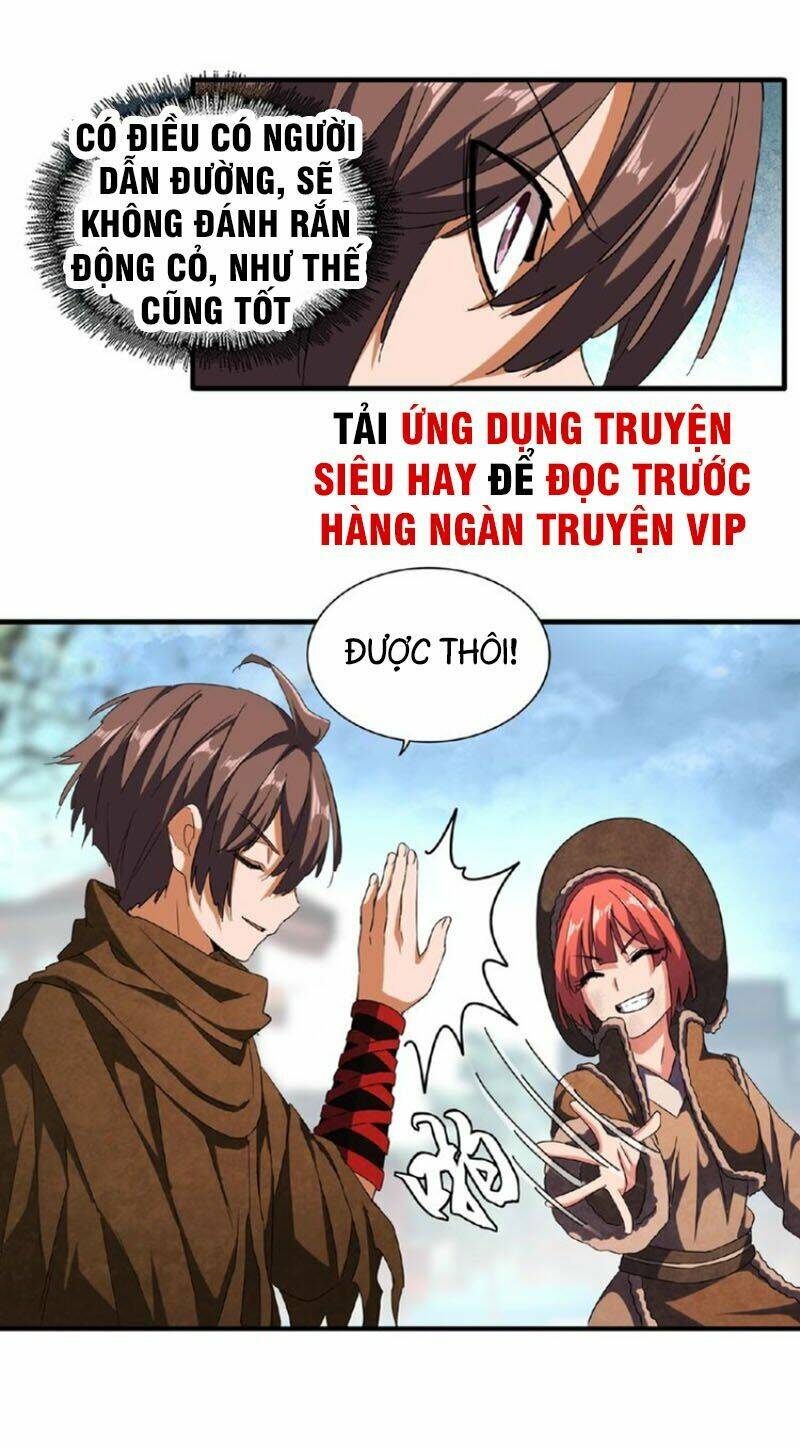 CÓ ĐIỀU CÓ NGƯỜI
DẪN ĐƯỜNG, SẼ
KHÔNG ĐÁNH RẮN
ĐỘNG CỎ, NHƯ THẾ
CŨNG TỐT
TẢI ỨNG DỤNG TRUYỆN
SIÊU HAY ĐỂ ĐỌC TRƯỚC
HÀNG NGÀN TRUYỆN VIP
ĐƯỢC THÔI!
啪